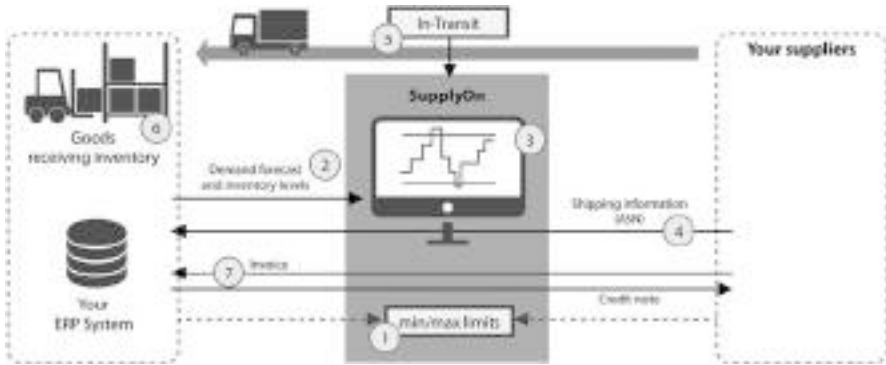 5
In-Transit
Your suppliers
SupplyOn
6
Goods
receiving inventory
3
2
Demand forecast
and inventory levels
Shipping information
(ASN)
4
7
Invoice
Credit note
Your
ERP System
1
min/max limits